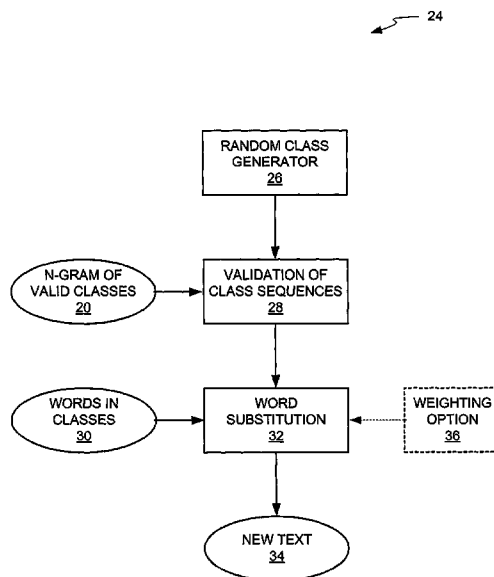 24
RANDOM CLASS
GENERATOR
26
N-GRAM OF
VALID CLASSES
20
VALIDATION OF
CLASS SEQUENCES
28
WORDS IN
CLASSES
30
WORD
SUBSTITUTION
32
WEIGHTING
OPTION
36
NEW TEXT
34